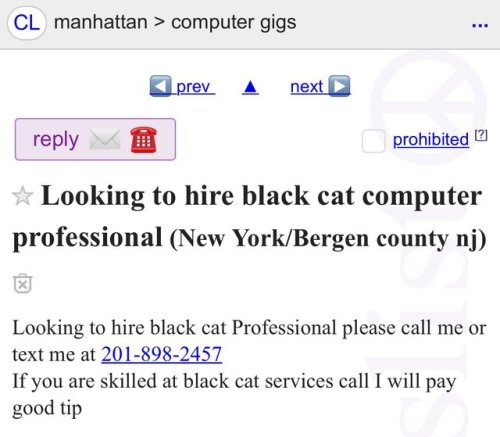 CL manhattan > computer gigs ...
prev ▲ next
reply prohibited [?]
☆ Looking to hire black cat computer
professional (New York/Bergen county nj)
Looking to hire black cat Professional please call me or
text me at 201-898-2457
If you are skilled at black cat services call I will pay
good tip